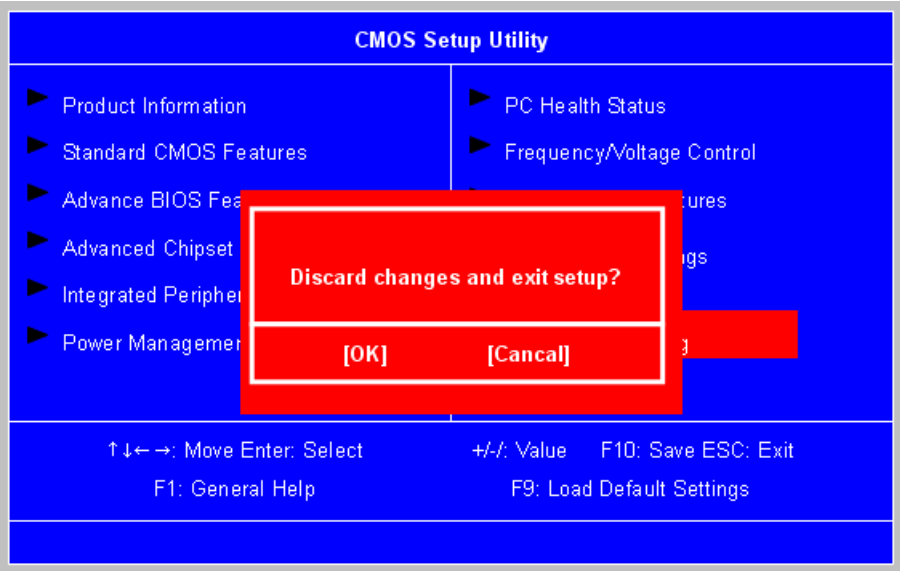 CMOS Setup Utility
Product Information
Standard CMOS Features
Advance BIOS Fea
Advanced Chipset
Integrated Peripher
Power Managemen
PC Health Status
Frequency/Voltage Control
tures
ngs
g
Discard changes and exit setup?
[OK] [Cancal]
↑↓←→: Move Enter: Select +/-/: Value F10: Save ESC: Exit
F1: General Help F9: Load Default Settings